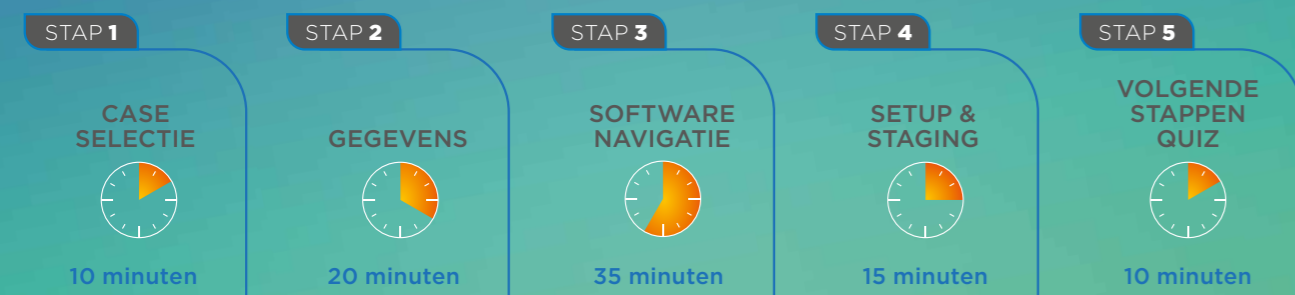 STAP 1
CASE
SELECTIE
10 minuten
STAP 2
GEGEVENS
20 minuten
STAP 3
SOFTWARE
NAVIGATIE
35 minuten
STAP 4
SETUP &
STAGING
15 minuten
STAP 5
VOLGENDE
STAPPEN
QUIZ
10 minuten